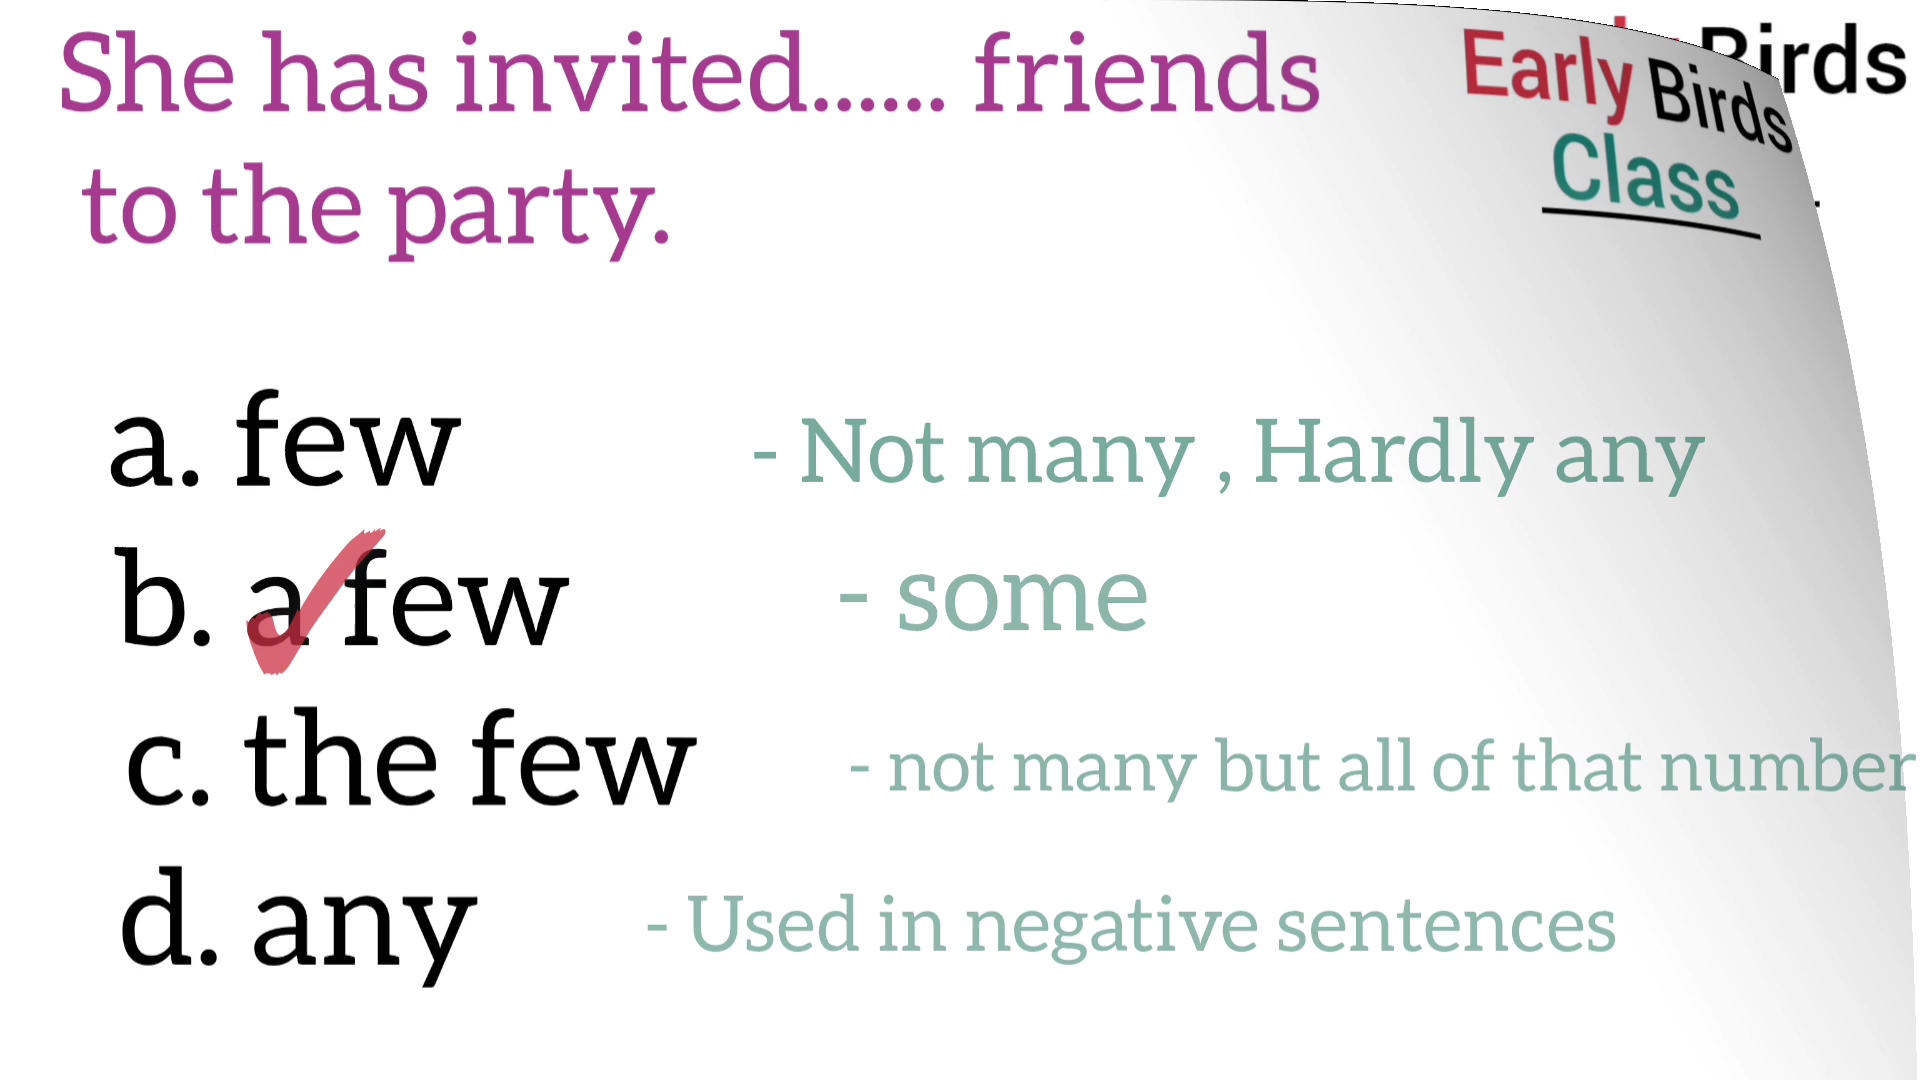 She has invited...... friends
to the party.
Early Birds
Class
Birds
a. few - Not many , Hardly any
b. a few - some
c. the few - not many but all of that number
d. any - Used in negative sentences